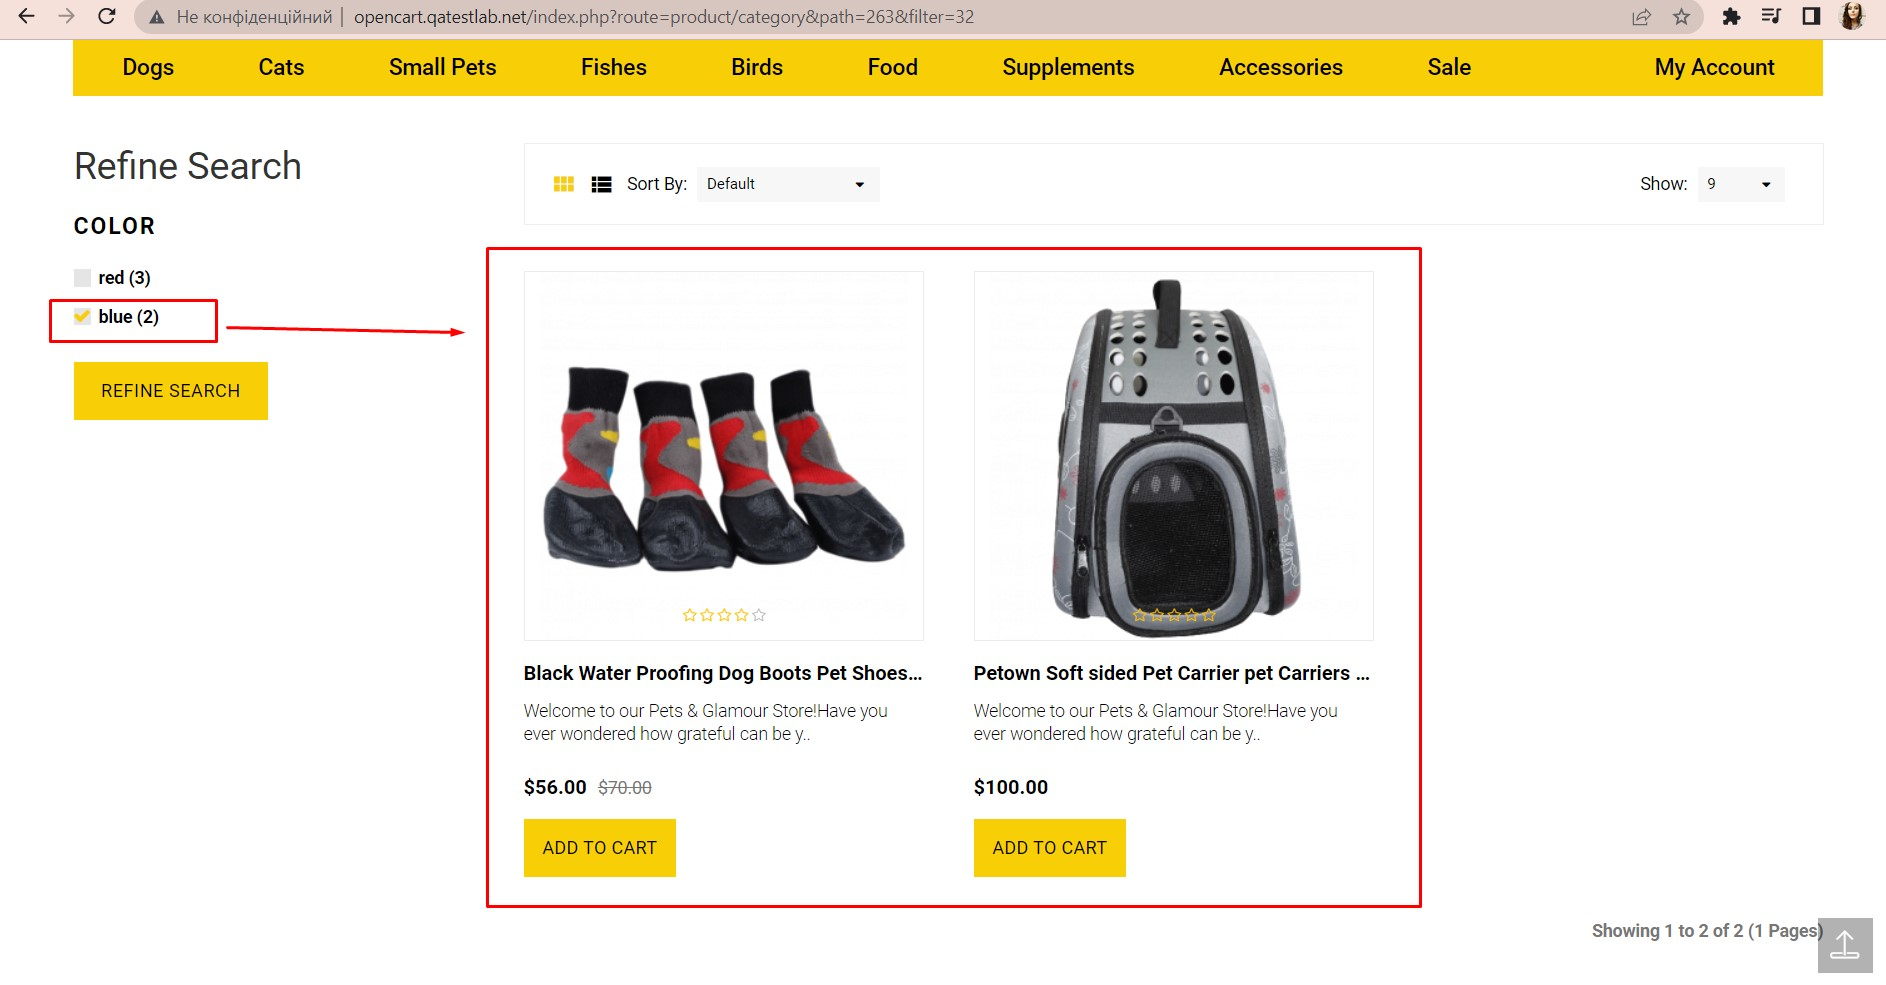 Не конфіденційний | opencart.qatestlab.net/index.php?route=product/category&path=263&filter=32
Dogs Cats Small Pets Fishes Birds Food Supplements Accessories Sale My Account
Refine Search
COLOR
red (3)
blue (2)
REFINE SEARCH
Sort By: Default Show: 9
Black Water Proofing Dog Boots Pet Shoes...
Welcome to our Pets & Glamour Store!Have you
ever wondered how grateful can be y..
$56.00 $70.00
ADD TO CART
Petown Soft sided Pet Carrier pet Carriers ...
Welcome to our Pets & Glamour Store!Have you
ever wondered how grateful can be y..
$100.00
ADD TO CART
Showing 1 to 2 of 2 (1 Pages)